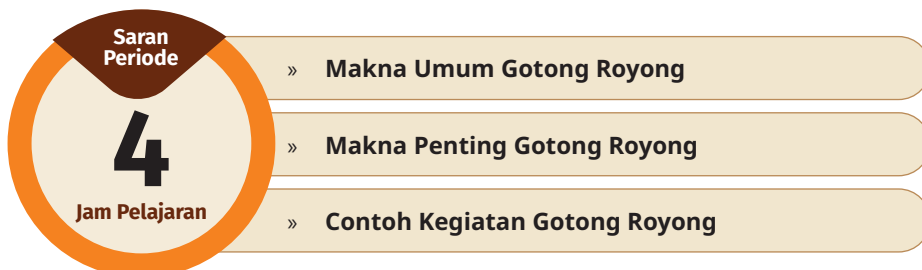 Saran
Periode
4
Jam Pelajaran
» Makna Umum Gotong Royong
» Makna Penting Gotong Royong
» Contoh Kegiatan Gotong Royong